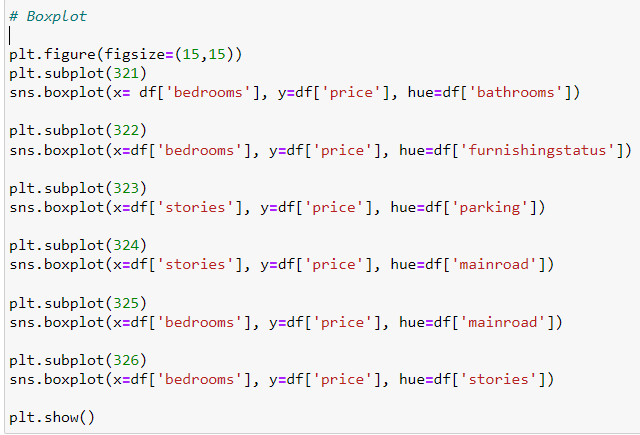 # Boxplot
plt.figure(figsize=(15,15))
plt.subplot(321)
sns.boxplot(x= df['bedrooms'], y=df['price'], hue=df['bathrooms'])
plt.subplot(322)
sns.boxplot(x=df['bedrooms'], y=df['price'], hue=df['furnishingstatus'])
plt.subplot(323)
sns.boxplot(x=df['stories'], y=df['price'], hue=df['parking'])
plt.subplot(324)
sns.boxplot(x=df['stories'], y=df['price'], hue=df['mainroad'])
plt.subplot(325)
sns.boxplot(x=df['bedrooms'], y=df['price'], hue=df['mainroad'])
plt.subplot(326)
sns.boxplot(x=df['bedrooms'], y=df['price'], hue=df['stories'])
plt.show()